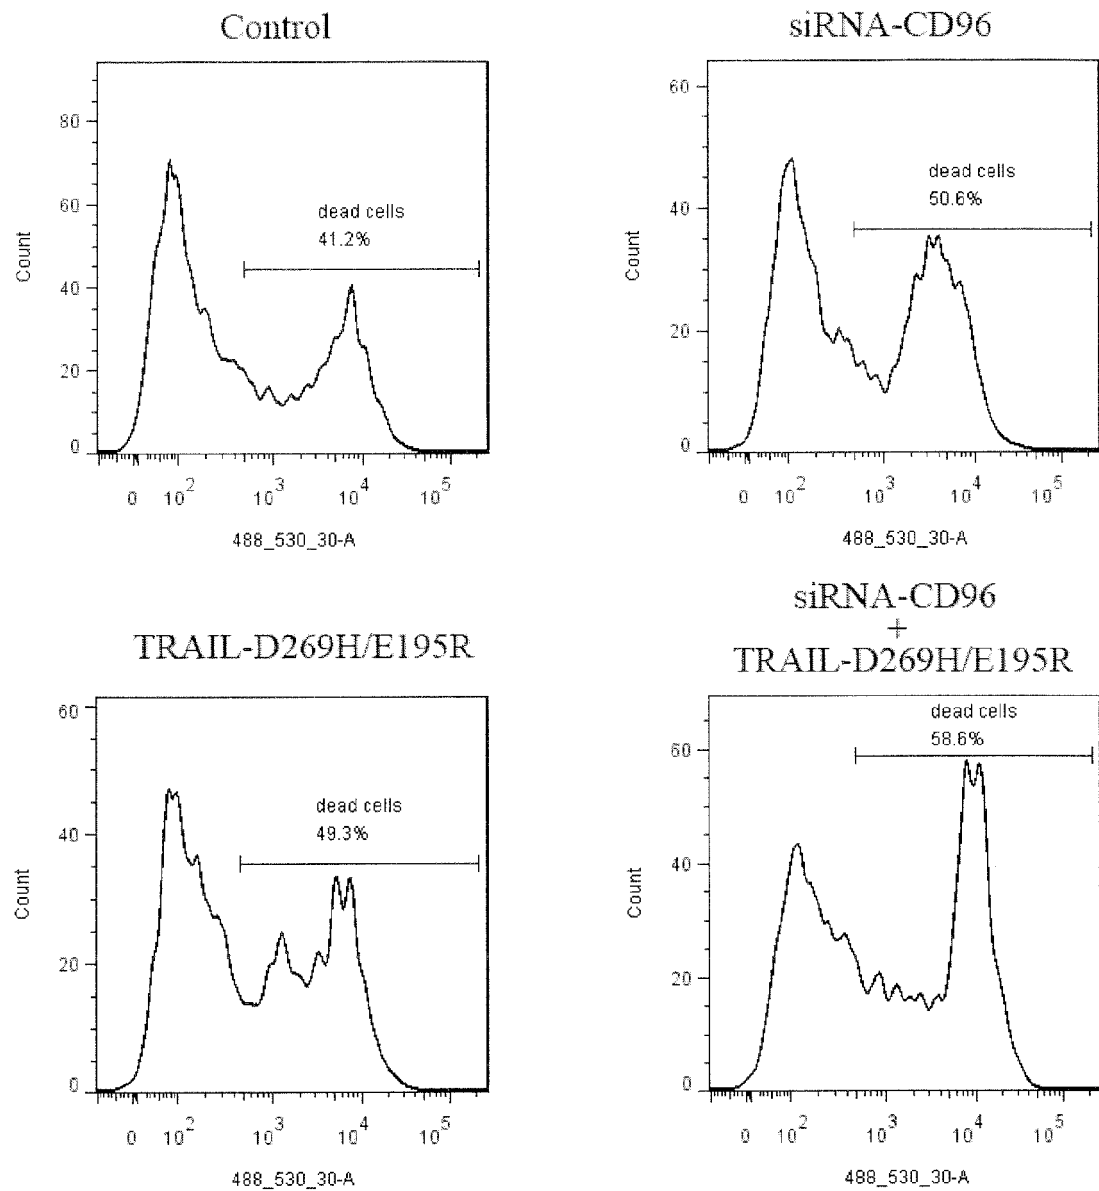 Control
80
60
40
20
0
Count
dead cells
41.2%
0 10^2 10^3 10^4 10^5
488_530_30-A
siRNA-CD96
60
40
20
0
Count
dead cells
50.6%
0 10^2 10^3 10^4 10^5
488_530_30-A
TRAIL-D269H/E195R
60
40
20
0
Count
dead cells
49.3%
0 10^2 10^3 10^4 10^5
488_530_30-A
siRNA-CD96
+
TRAIL-D269H/E195R
60
40
20
0
Count
dead cells
58.6%
0 10^2 10^3 10^4 10^5
488_530_30-A